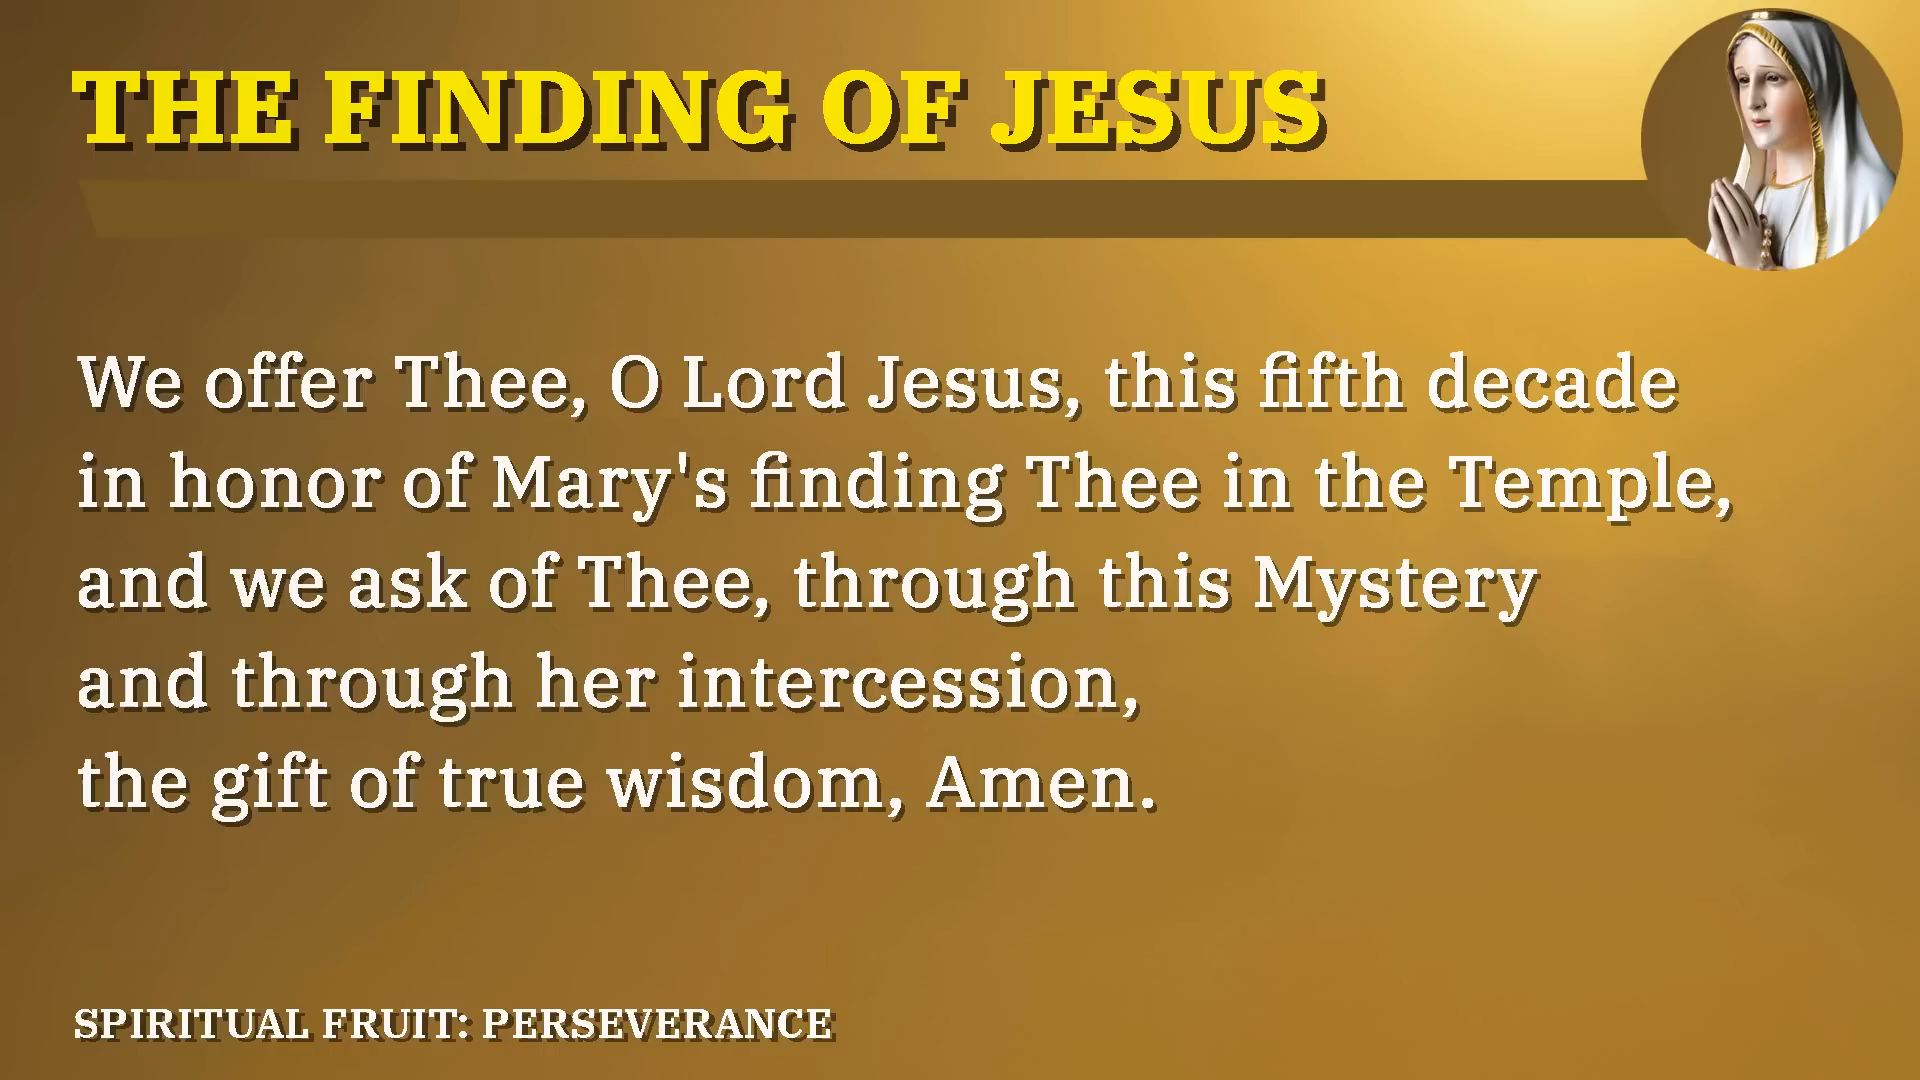 THE FINDING OF JESUS
We offer Thee, O Lord Jesus, this fifth decade
in honor of Mary's finding Thee in the Temple,
and we ask of Thee, through this Mystery
and through her intercession,
the gift of true wisdom, Amen.
SPIRITUAL FRUIT: PERSEVERANCE